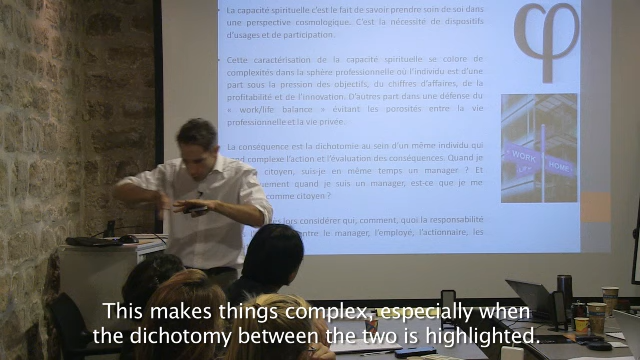 La capacité spirituelle c'est le fait de savoir prendre soin de soi dans
une perspective cosmologique. C'est la nécessité de dispositifs
d'usages et de participation.
Cette caractérisation de la capacité spirituelle se colore de
complexités dans la sphère professionnelle où l'individu est d'une
part sous la pression des objectifs, du chiffres d'affaires, de la
profitabilité et de l'innovation. D'autres part dans une défense du
« work/life balance » évitant les porosités entre la vie
professionnelle et la vie privée.
La conséquence est la dichotomie au sein d'un même individu qui
complexe l'action et l'évaluation des conséquences. Quand je
citoyen, suis-je en même temps un manager ? Et
quand je suis un manager, est-ce que je me
comme citoyen ?
lors considérer qui, comment, quoi la responsabilité
le manager, l'employé, l'actionnaire, les
φ
WORK
HOME
This makes things complex, especially when
the dichotomy between the two is highlighted.